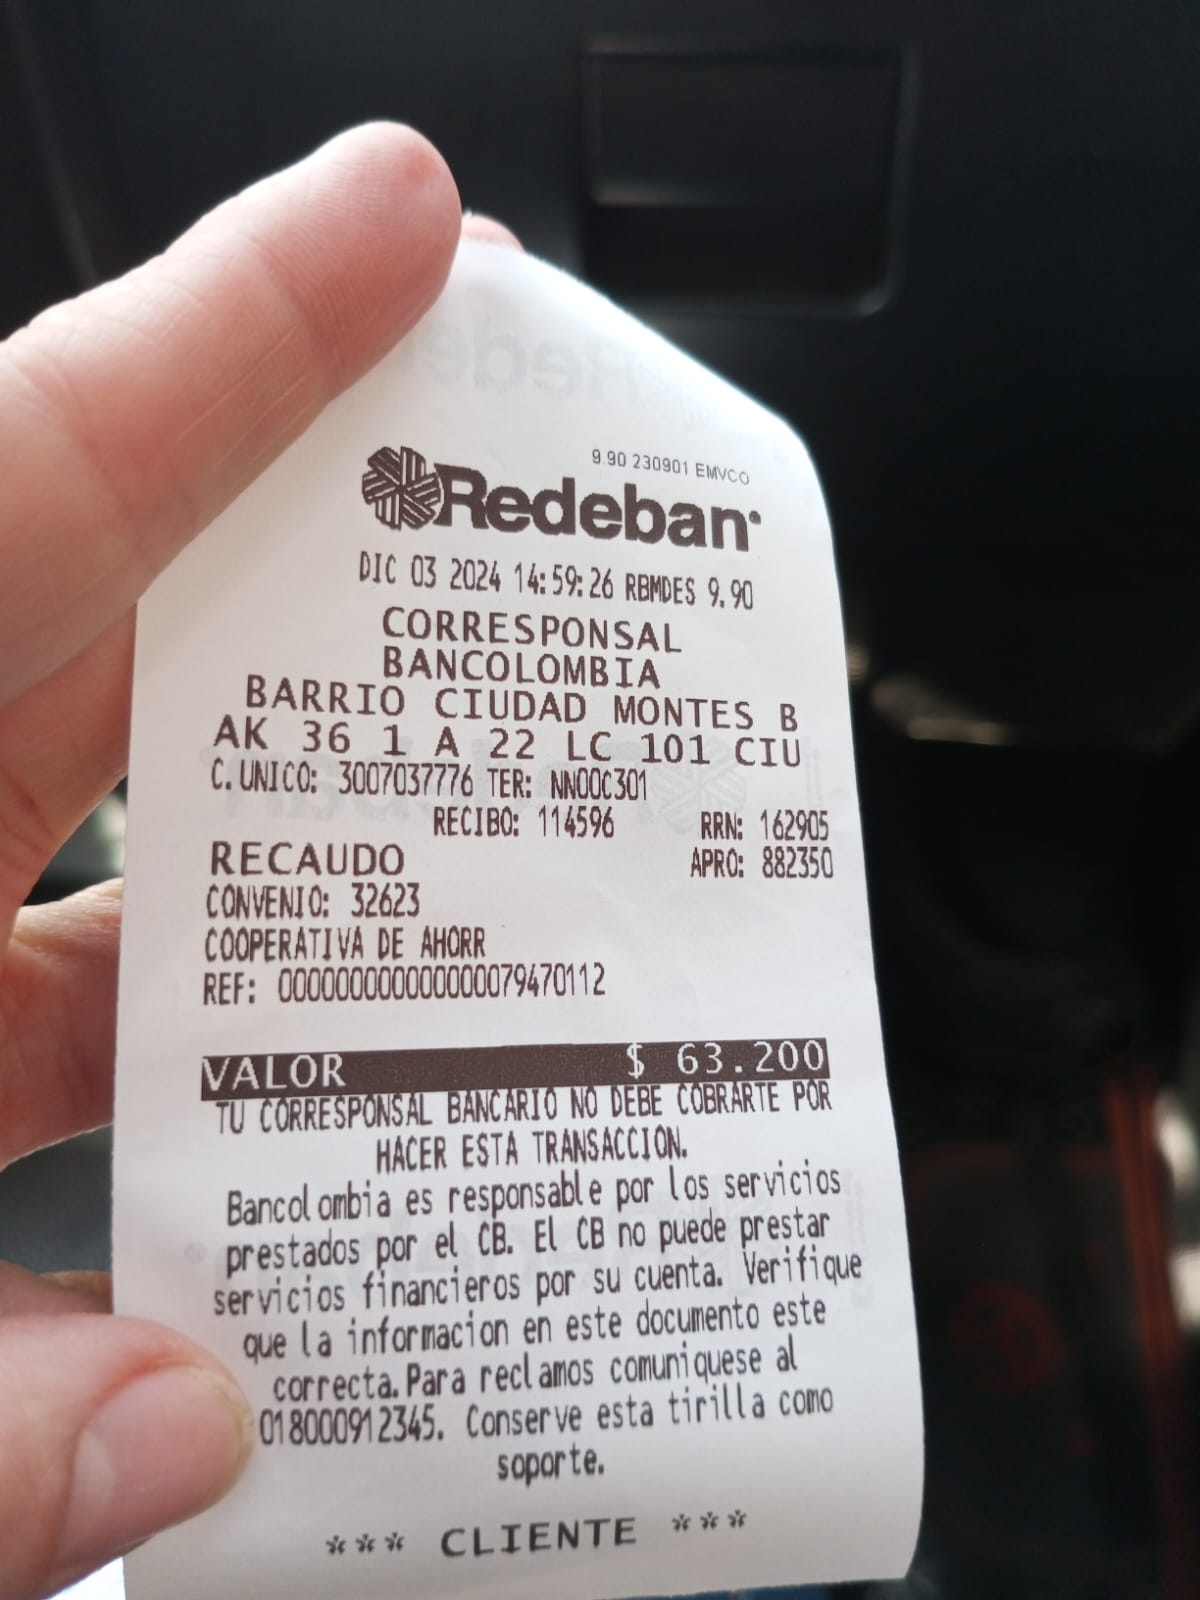 9.90 230901 EMVCO
Redeban
DIC 03 2024 14:59:26 RBMDES 9.90
CORRESPONSAL
BANCOLOMBIA
BARRIO CIUDAD MONTES B
AK 36 1 A 22 LC 101 CIU
C. UNICO: 3007037776 TER: NN00C301
RECIBO: 114596 RRN: 162905
RECAUDO APRO: 882350
CONVENIO: 32623
COOPERATIVA DE AHORR
REF: 000000000000000079470112
VALOR $ 63.200
TU CORRESPONSAL BANCARIO NO DEBE COBRARTE POR
HACER ESTA TRANSACCION.
Bancolombia es responsable por los servicios
prestados por el CB. El CB no puede prestar
servicios financieros por su cuenta. Verifique
que la informacion en este documento este
correcta. Para reclamos comuniquese al
018000912345. Conserve esta tirilla como
soporte.
*** CLIENTE ***